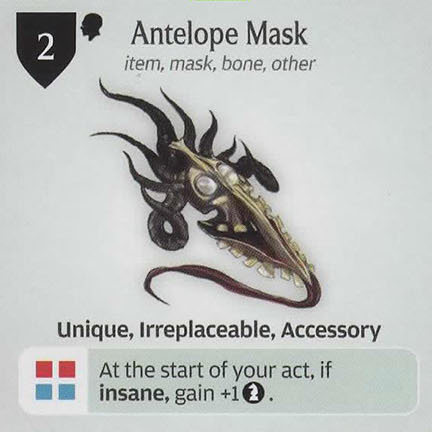 2
Antelope Mask
item, mask, bone, other
Unique, Irreplaceable, Accessory
At the start of your act, if
insane, gain +1 .